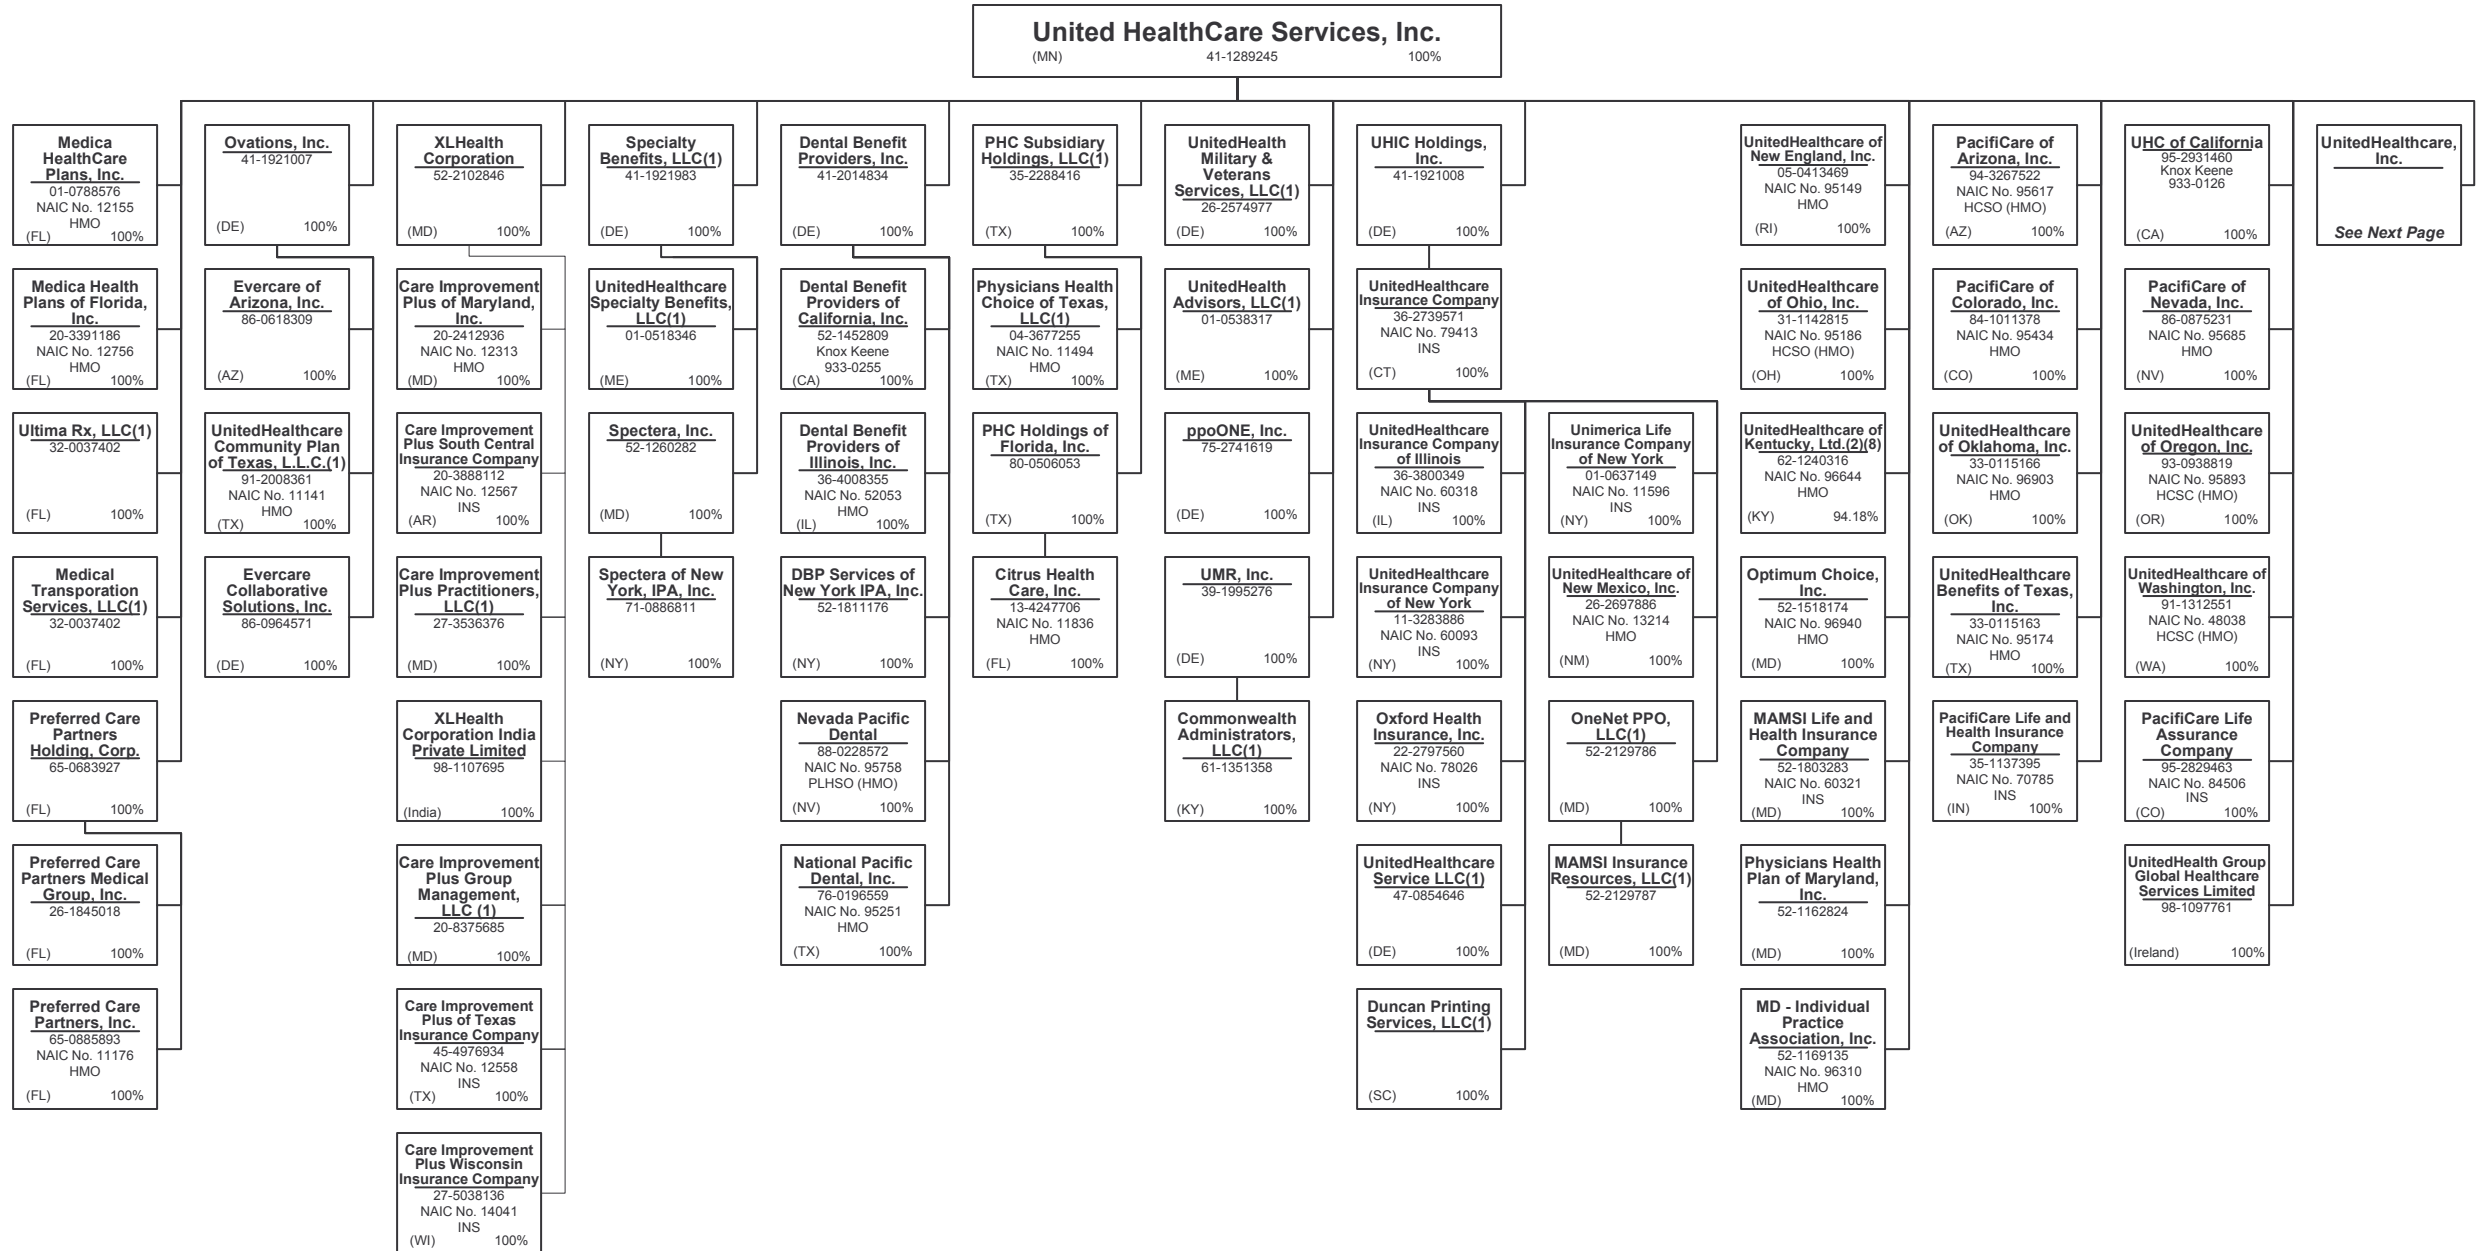 United HealthCare Services, Inc.
(MN) 41-1289245 100%
Medica
HealthCare
Plans, Inc.
01-0788576
NAIC No. 12155
HMO
(FL) 100%
Medica Health
Plans of Florida,
Inc.
20-3391186
NAIC No. 12756
HMO
(FL) 100%
Ultima Rx, LLC(1)
32-0037402
(FL) 100%
Medical
Transporation
Services, LLC(1)
32-0037402
(FL) 100%
Preferred Care
Partners
Holding, Corp.
65-0683927
(FL) 100%
Preferred Care
Partners Medical
Group, Inc.
26-1845018
(FL) 100%
Preferred Care
Partners, Inc.
65-0885893
NAIC No. 11176
HMO
(FL) 100%
Ovations, Inc.
41-1921007
(DE) 100%
Evercare of
Arizona, Inc.
86-0618309
(AZ) 100%
UnitedHealthcare
Community Plan
of Texas, L.L.C.(1)
91-2008361
NAIC No. 11141
HMO
(TX) 100%
Evercare
Collaborative
Solutions, Inc.
86-0964571
(DE) 100%
XLHealth
Corporation
52-2102846
(MD) 100%
Care Improvement
Plus of Maryland,
Inc.
20-2412936
NAIC No. 12313
HMO
(MD) 100%
Care Improvement
Plus South Central
Insurance Company
20-3888112
NAIC No. 12567
INS
(AR) 100%
Care Improvement
Plus Practitioners,
LLC(1)
27-3536376
(MD) 100%
XLHealth
Corporation India
Private Limited
98-1107695
(India) 100%
Care Improvement
Plus Group
Management,
LLC (1)
20-8375685
(MD) 100%
Care Improvement
Plus of Texas
Insurance Company
45-4976934
NAIC No. 12558
INS
(TX) 100%
Care Improvement
Plus Wisconsin
Insurance Company
27-5038136
NAIC No. 14041
INS
(WI) 100%
Specialty
Benefits, LLC(1)
41-1921983
(DE) 100%
UnitedHealthcare
Specialty Benefits,
LLC(1)
01-0518346
(ME) 100%
Spectera, Inc.
52-1260282
(MD) 100%
Spectera of New
York, IPA, Inc.
71-0886811
(NY) 100%
Dental Benefit
Providers, Inc.
41-2014834
(DE) 100%
Dental Benefit
Providers of
California, Inc.
52-1452809
Knox Keene
933-0255
(CA) 100%
Dental Benefit
Providers of
Illinois, Inc.
36-4008355
NAIC No. 52053
HMO
(IL) 100%
DBP Services of
New York IPA, Inc.
52-1811176
(NY) 100%
Nevada Pacific
Dental
88-0228572
NAIC No. 95758
PLHSO (HMO)
(NV) 100%
National Pacific
Dental, Inc.
76-0196559
NAIC No. 95251
HMO
(TX) 100%
PHC Subsidiary
Holdings, LLC(1)
35-2288416
(TX) 100%
Physicians Health
Choice of Texas,
LLC(1)
04-3677255
NAIC No. 11494
HMO
(TX) 100%
PHC Holdings of
Florida, Inc.
80-0506053
(TX) 100%
Citrus Health
Care, Inc.
13-4247706
NAIC No. 11836
HMO
(FL) 100%
UnitedHealth
Military &
Veterans
Services, LLC(1)
26-2574977
(DE) 100%
UnitedHealth
Advisors, LLC(1)
01-0538317
(ME) 100%
ppoONE, Inc.
75-2741619
(DE) 100%
UMR, Inc.
39-1995276
(DE) 100%
Commonwealth
Administrators,
LLC(1)
61-1351358
(KY) 100%
UHIC Holdings,
Inc.
41-1921008
(DE) 100%
UnitedHealthcare
Insurance Company
36-2739571
NAIC No. 79413
INS
(CT) 100%
UnitedHealthcare
Insurance Company
of Illinois
36-3800349
NAIC No. 60318
INS
(IL) 100%
UnitedHealthcare
Insurance Company
of New York
11-3283886
NAIC No. 60093
INS
(NY) 100%
Oxford Health
Insurance, Inc.
22-2797560
NAIC No. 78026
INS
(NY) 100%
UnitedHealthcare
Service LLC(1)
47-0854646
(DE) 100%
Duncan Printing
Services, LLC(1)
(SC) 100%
Unimerica Life
Insurance Company
of New York
01-0637149
NAIC No. 11596
INS
(NY) 100%
UnitedHealthcare of
New Mexico, Inc.
26-2697886
NAIC No. 13214
HMO
(NM) 100%
OneNet PPO,
LLC(1)
52-2129786
(MD) 100%
MAMSI Insurance
Resources, LLC(1)
52-2129787
(MD) 100%
UnitedHealthcare of
New England, Inc.
05-0413469
NAIC No. 95149
HMO
(RI) 100%
UnitedHealthcare
of Ohio, Inc.
31-1142815
NAIC No. 95186
HCSO (HMO)
(OH) 100%
UnitedHealthcare of
Kentucky, Ltd.(2)(8)
62-1240316
NAIC No. 96644
HMO
(KY) 94.18%
Optimum Choice,
Inc.
52-1518174
NAIC No. 96940
HMO
(MD) 100%
MAMSI Life and
Health Insurance
Company
52-1803283
NAIC No. 60321
INS
(MD) 100%
Physicians Health
Plan of Maryland,
Inc.
52-1162824
(MD) 100%
MD - Individual
Practice
Association, Inc.
52-1169135
NAIC No. 96310
HMO
(MD) 100%
PacifiCare of
Arizona, Inc.
94-3267522
NAIC No. 95617
HCSO (HMO)
(AZ) 100%
PacifiCare of
Colorado, Inc.
84-1011378
NAIC No. 95434
HMO
(CO) 100%
UnitedHealthcare
of Oklahoma, Inc.
33-0115166
NAIC No. 96903
HMO
(OK) 100%
UnitedHealthcare
Benefits of Texas,
Inc.
33-0115163
NAIC No. 95174
HMO
(TX) 100%
PacifiCare Life and
Health Insurance
Company
35-1137395
NAIC No. 70785
INS
(IN) 100%
UHC of California
95-2931460
Knox Keene
933-0126
(CA) 100%
PacifiCare of
Nevada, Inc.
86-0875231
NAIC No. 95685
HMO
(NV) 100%
UnitedHealthcare
of Oregon, Inc.
93-0938819
NAIC No. 95893
HCSC (HMO)
(OR) 100%
UnitedHealthcare of
Washington, Inc.
91-1312551
NAIC No. 48038
HCSC (HMO)
(WA) 100%
PacifiCare Life
Assurance
Company
95-2829463
NAIC No. 84506
INS
(CO) 100%
UnitedHealth Group
Global Healthcare
Services Limited
98-1097761
(Ireland) 100%
UnitedHealthcare,
Inc.
See Next Page